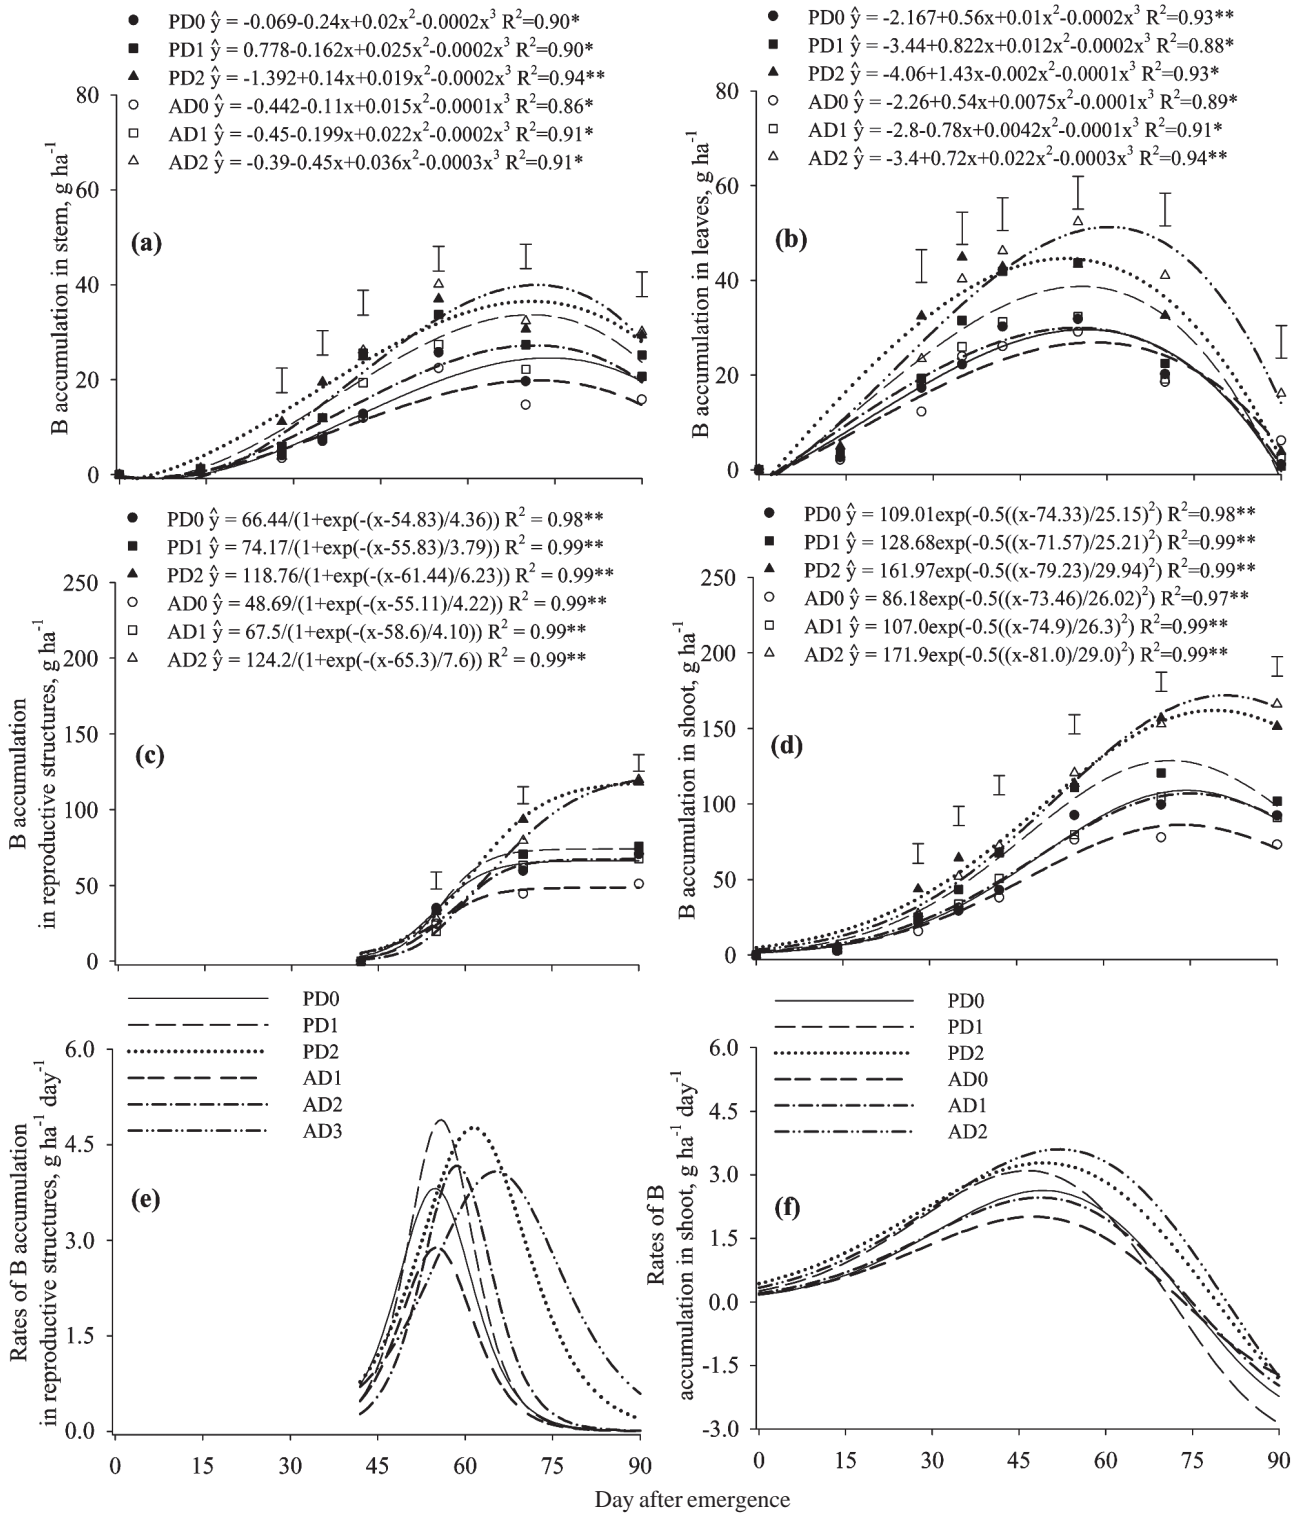 PD0 ŷ = -0.069-0.24x+0.02x²-0.0002x³ R²=0.90*
PD1 ŷ = 0.778-0.162x+0.025x²-0.0002x³ R²=0.90*
PD2 ŷ = -1.392+0.14x+0.019x²-0.0002x³ R²=0.94**
AD0 ŷ = -0.442-0.11x+0.015x²-0.0001x³ R²=0.86*
AD1 ŷ = -0.45-0.199x+0.022x²-0.0002x³ R²=0.91*
AD2 ŷ = -0.39-0.45x+0.036x²-0.0003x³ R²=0.91*
B accumulation in stem, g ha⁻¹
80
60
40
20
0
(a)
PD0 ŷ = -2.167+0.56x+0.01x²-0.0002x³ R²=0.93**
PD1 ŷ = -3.44+0.822x+0.012x²-0.0002x³ R²=0.88*
PD2 ŷ = -4.06+1.43x-0.002x²-0.0001x³ R²=0.93*
AD0 ŷ = -2.26+0.54x+0.0075x²-0.0001x³ R²=0.89*
AD1 ŷ = -2.8-0.78x+0.0042x²-0.0001x³ R²=0.91*
AD2 ŷ = -3.4+0.72x+0.022x²-0.0003x³ R²=0.94**
B accumulation in leaves, g ha⁻¹
80
60
40
20
0
(b)
PD0 ŷ = 66.44/(1+exp(-(x-54.83)/4.36)) R² = 0.98**
PD1 ŷ = 74.17/(1+exp(-(x-55.83)/3.79)) R² = 0.99**
PD2 ŷ = 118.76/(1+exp(-(x-61.44)/6.23)) R² = 0.99**
AD0 ŷ = 48.69/(1+exp(-(x-55.11)/4.22)) R² = 0.99**
AD1 ŷ = 67.5/(1+exp(-(x-58.6)/4.10)) R² = 0.99**
AD2 ŷ = 124.2/(1+exp(-(x-65.3)/7.6)) R² = 0.99**
B accumulation
in reproductive structures, g ha⁻¹
250
200
150
100
50
0
(c)
PD0 ŷ = 109.01exp(-0.5((x-74.33)/25.15)²) R²=0.98**
PD1 ŷ = 128.68exp(-0.5((x-71.57)/25.21)²) R²=0.99**
PD2 ŷ = 161.97exp(-0.5((x-79.23)/29.94)²) R²=0.99**
AD0 ŷ = 86.18exp(-0.5((x-73.46)/26.02)²) R²=0.97**
AD1 ŷ = 107.0exp(-0.5((x-74.9)/26.3)²) R²=0.99**
AD2 ŷ = 171.9exp(-0.5((x-81.0)/29.0)²) R²=0.99**
B accumulation in shoot, g ha⁻¹
250
200
150
100
50
0
(d)
PD0
PD1
PD2
AD1
AD2
AD3
Rates of B accumulation
in reproductive structures, g ha⁻¹ day⁻¹
6.0
4.5
3.0
1.5
0.0
(e)
0 15 30 45 60 75 90
PD0
PD1
PD2
AD0
AD1
AD2
Rates of B
accumulation in shoot, g ha⁻¹ day⁻¹
6.0
4.5
3.0
1.5
0.0
-1.5
-3.0
(f)
0 15 30 45 60 75 90
Day after emergence